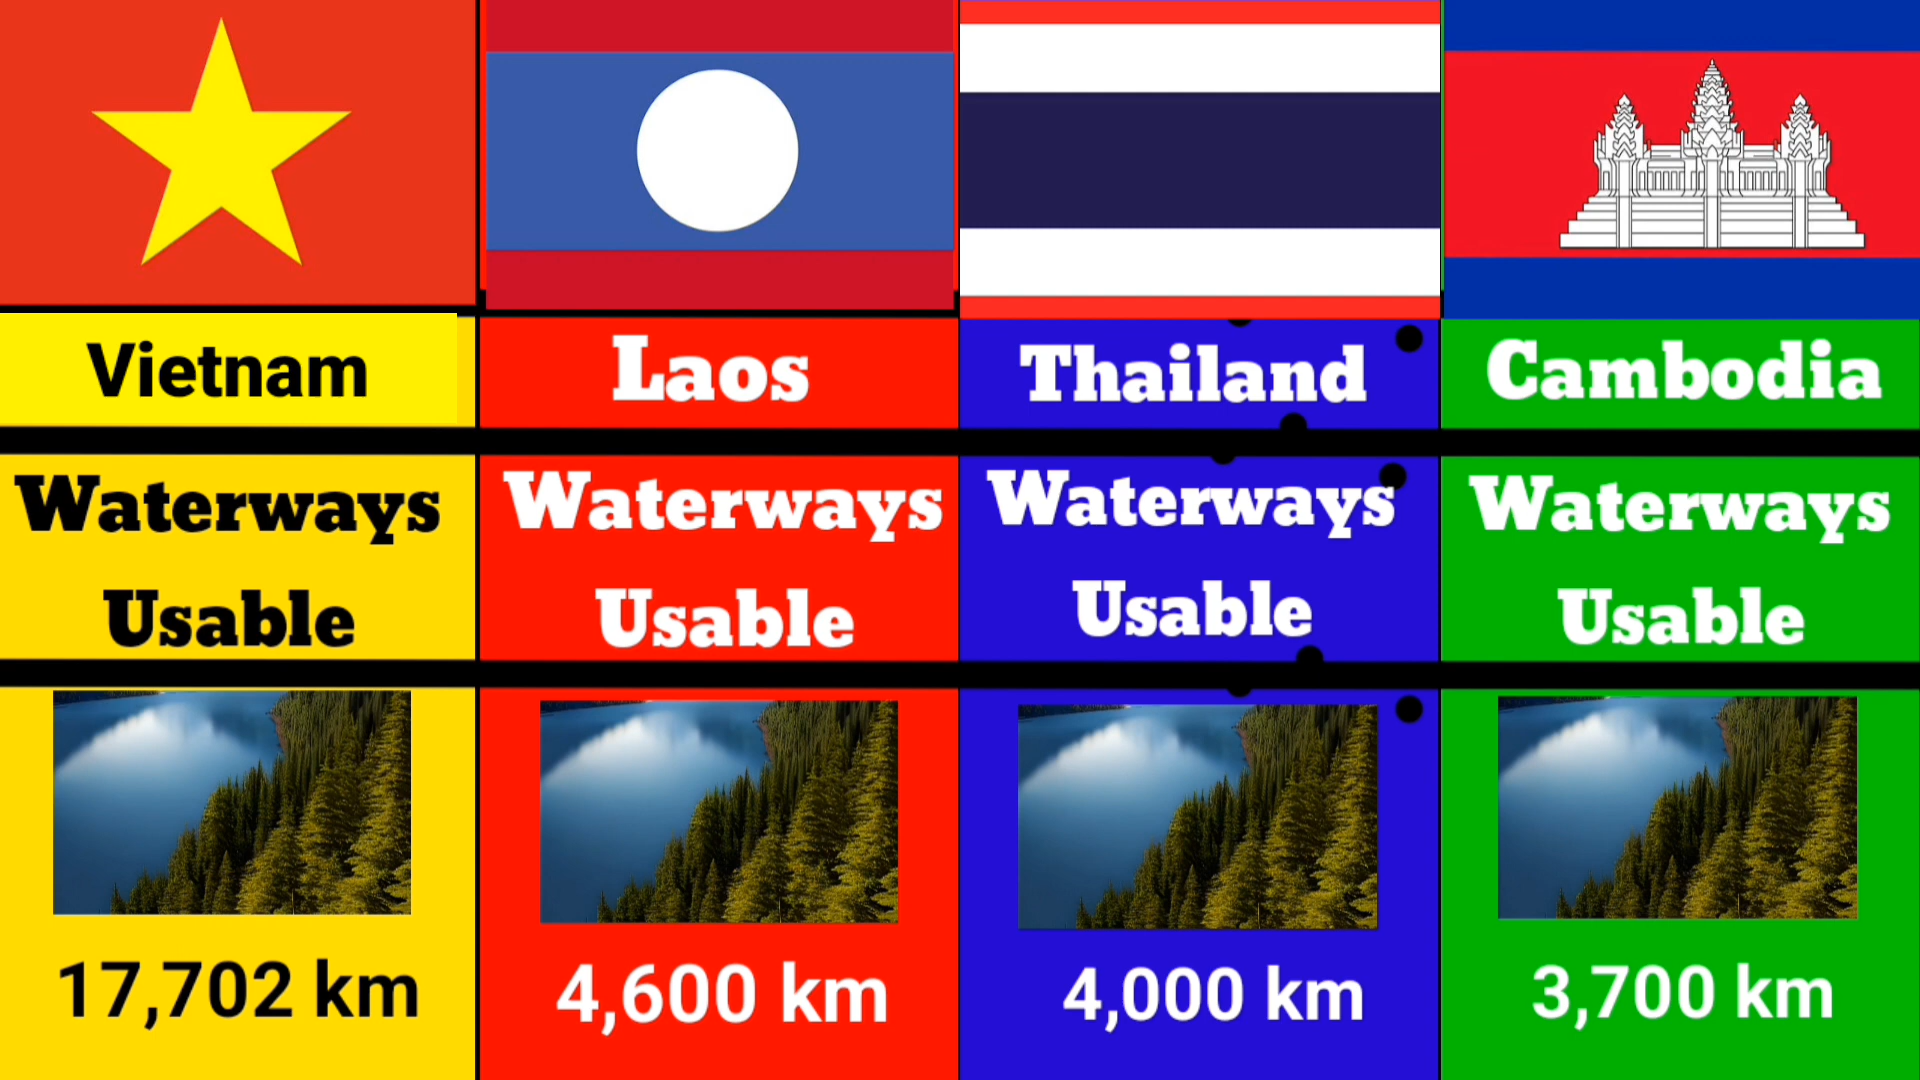 Vietnam
Laos
Thailand
Cambodia
Waterways
Usable
Waterways
Usable
Waterways
Usable
Waterways
Usable
17,702 km
4,600 km
4,000 km
3,700 km